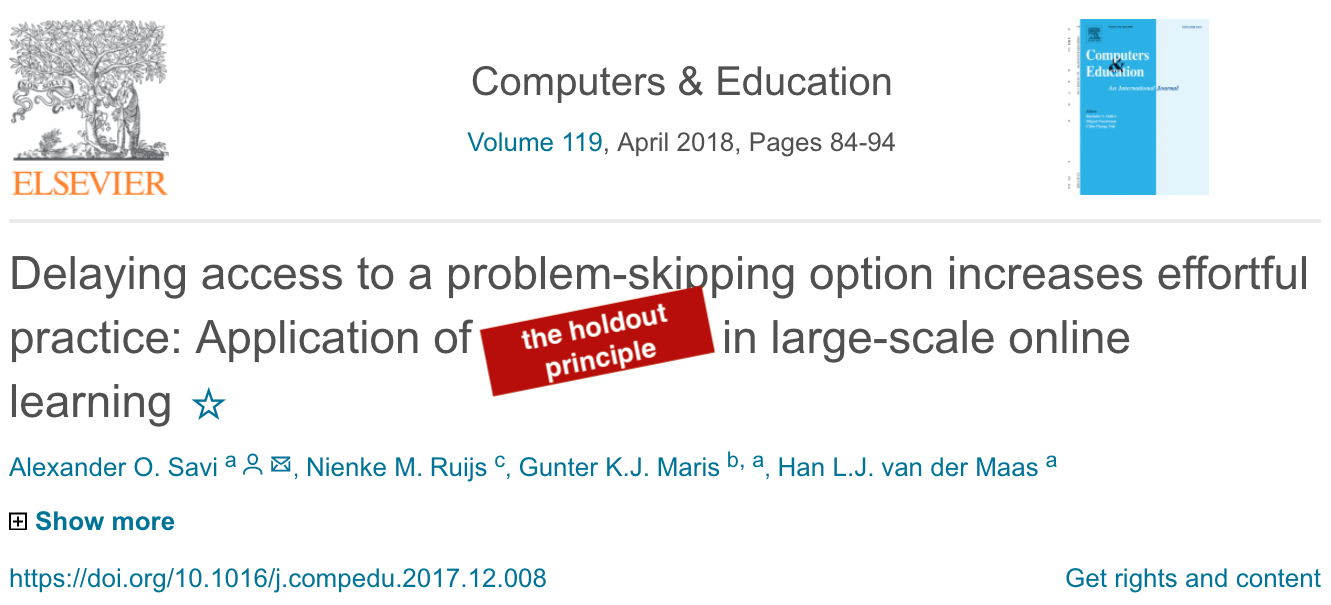 Computers & Education
Volume 119, April 2018, Pages 84-94
ELSEVIER
Computers
&
Education
An International Journal
Delaying access to a problem-skipping option increases effortful
practice: Application of the holdout principle in large-scale online
learning
Alexander O. Savi a, Nienke M. Ruijs c, Gunter K.J. Maris b, a, Han L.J. van der Maas a
Show more
https://doi.org/10.1016/j.compedu.2017.12.008
Get rights and content